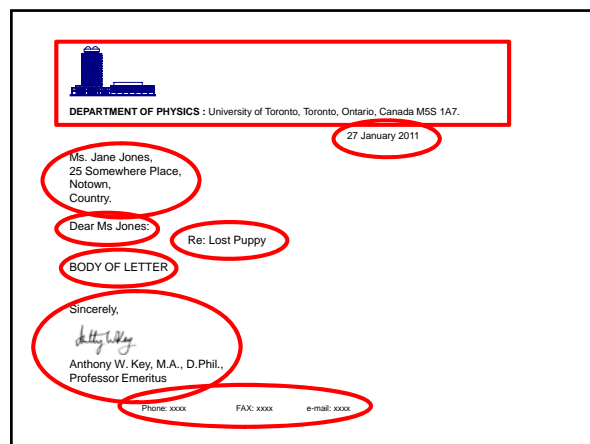 DEPARTMENT OF PHYSICS : University of Toronto, Toronto, Ontario, Canada M5S 1A7.
27 January 2011
Ms. Jane Jones,
25 Somewhere Place,
Notown,
Country.
Dear Ms Jones:
Re: Lost Puppy
BODY OF LETTER
Sincerely,
Anthony W. Key, M.A., D.Phil.,
Professor Emeritus
Phone: xxxx FAX: xxxx e-mail: xxxx